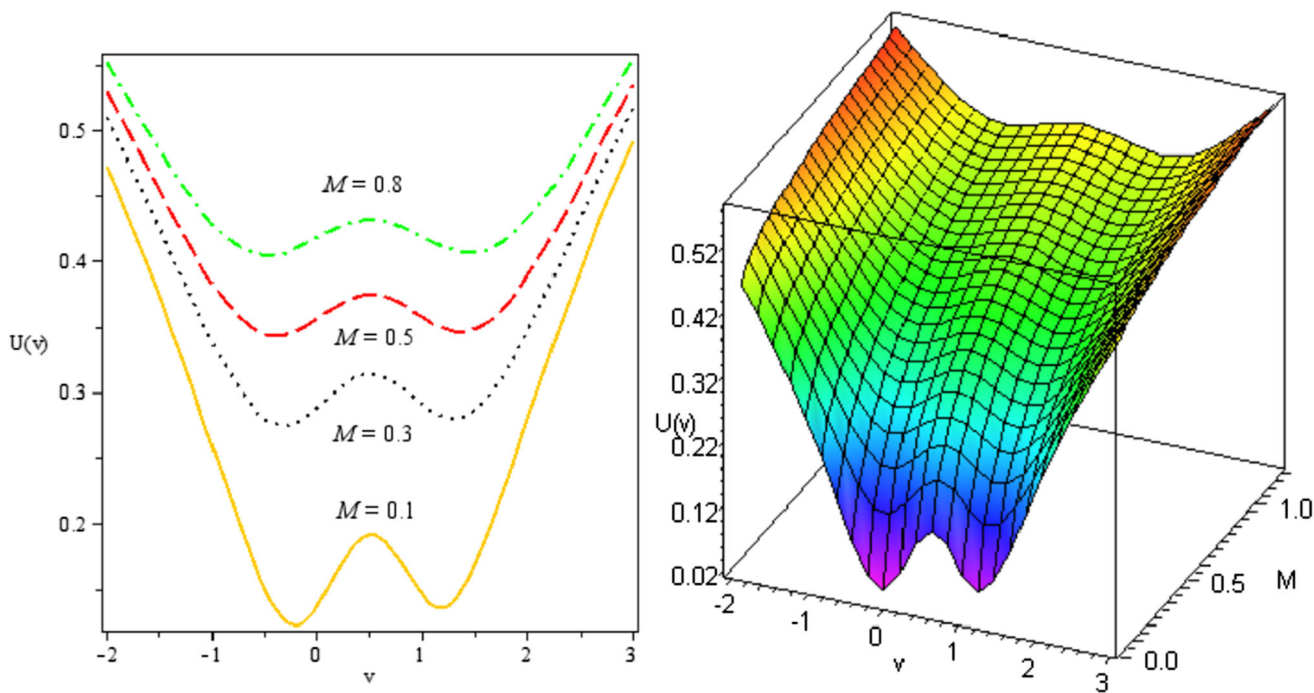 0.5
M = 0.8
0.4
U(v)
M = 0.5
0.3
M = 0.3
M = 0.1
0.2
-2 -1 0 1 2 3
v
0.52
0.42
0.32
U(v)
0.22
0.12
0.02
-2 -1 0 1 2 3
v
0.0 0.5 1.0
M